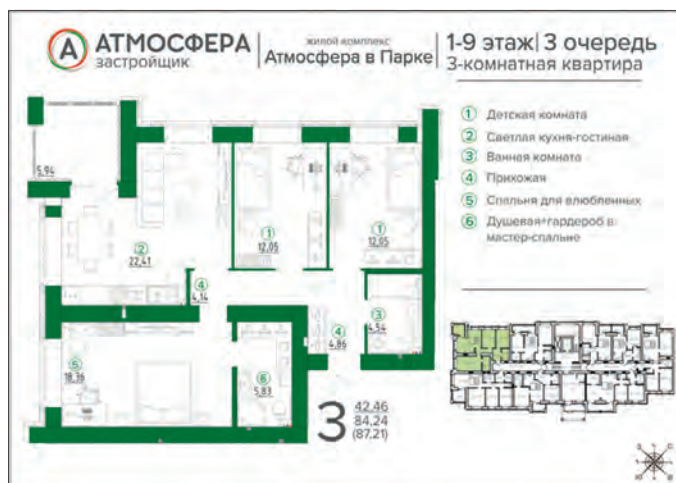 А АТМОСФЕРА
застройщик
жилой комплекс
Атмосфера в Парке
1-9 этаж| 3 очередь
3-комнатная квартира
① Детская комната
② Светлая кухня-гостиная
③ Ванная комната
④ Прихожая
⑤ Спальня для влюбленных
⑥ Душевая+гардероб в
мастер-спальне
5.94
② 22,41
① 12,05
① 12,05
④ 4,14
③ 4,54
④ 4,86
⑤ 18,36
⑥ 5,83
3
42.46
84.24
(87.21)